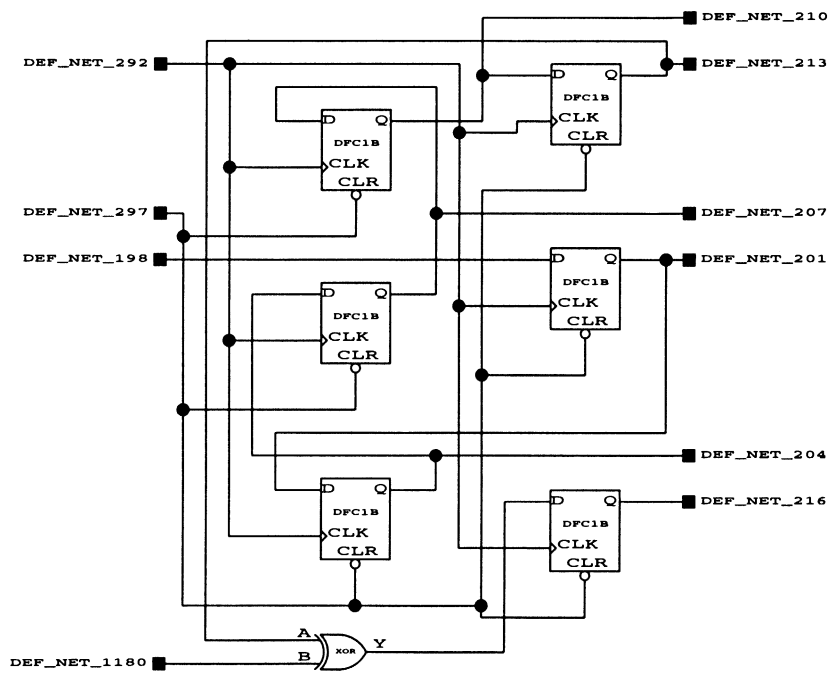 DEF_NET_210
DEF_NET_292
DEF_NET_213
D Q
DFC1B
CLK
CLR
D Q
DFC1B
CLK
CLR
DEF_NET_297
DEF_NET_207
DEF_NET_198
DEF_NET_201
D Q
DFC1B
CLK
CLR
D Q
DFC1B
CLK
CLR
DEF_NET_204
D Q
DFC1B
CLK
CLR
D Q
DFC1B
CLK
CLR
DEF_NET_216
A
B
XOR
Y
DEF_NET_1180